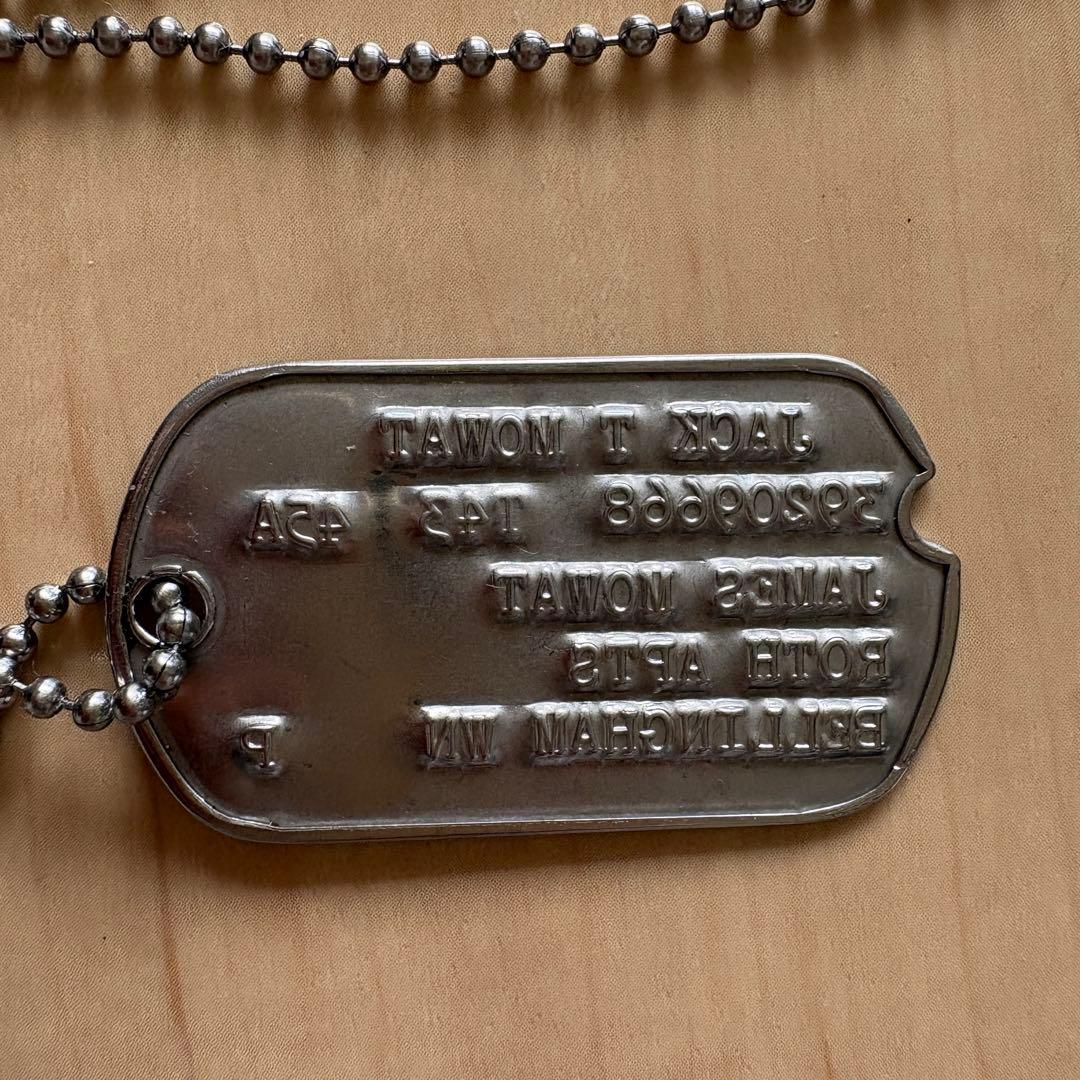 JACK T MOWAT
39209668 T43 45A
JAMES MOWAT
ROTH APTS
BELLINGHAM WN P